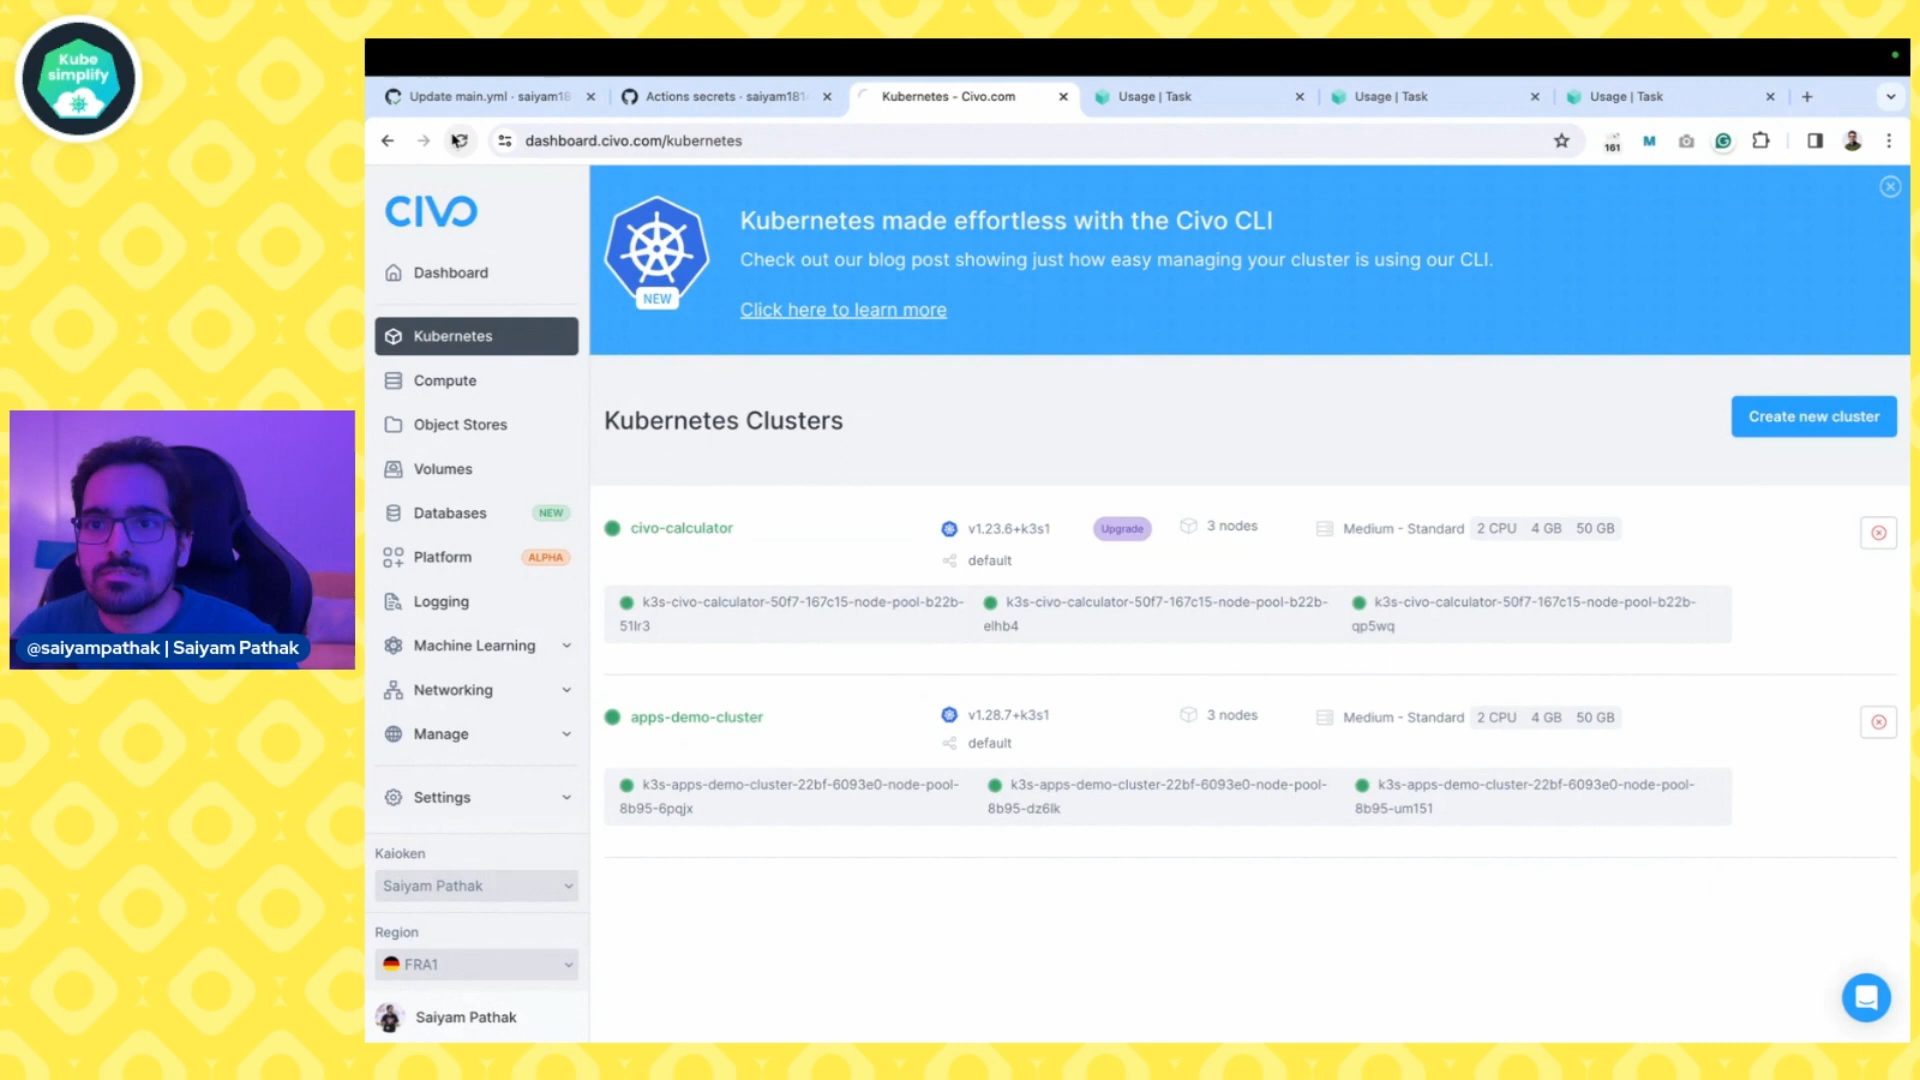 Kube
simplify
Update main.yml · saiyam18
Actions secrets · saiyam181
Kubernetes - Civo.com
Usage | Task
Usage | Task
Usage | Task
dashboard.civo.com/kubernetes
161
M
CIVO
Dashboard
Kubernetes
Compute
Object Stores
Volumes
Databases NEW
Platform ALPHA
Logging
Machine Learning
Networking
Manage
Settings
Kaioken
Saiyam Pathak
Region
FRA1
Saiyam Pathak
NEW
Kubernetes made effortless with the Civo CLI
Check out our blog post showing just how easy managing your cluster is using our CLI.
Click here to learn more
Kubernetes Clusters
Create new cluster
civo-calculator
v1.23.6+k3s1
Upgrade
3 nodes
Medium - Standard 2 CPU 4 GB 50 GB
default
k3s-civo-calculator-50f7-167c15-node-pool-b22b-
51lr3
k3s-civo-calculator-50f7-167c15-node-pool-b22b-
elhb4
k3s-civo-calculator-50f7-167c15-node-pool-b22b-
qp5wq
apps-demo-cluster
v1.28.7+k3s1
3 nodes
Medium - Standard 2 CPU 4 GB 50 GB
default
k3s-apps-demo-cluster-22bf-6093e0-node-pool-
8b95-6pqjx
k3s-apps-demo-cluster-22bf-6093e0-node-pool-
8b95-dz6lk
k3s-apps-demo-cluster-22bf-6093e0-node-pool-
8b95-um151
@saiyampathak | Saiyam Pathak